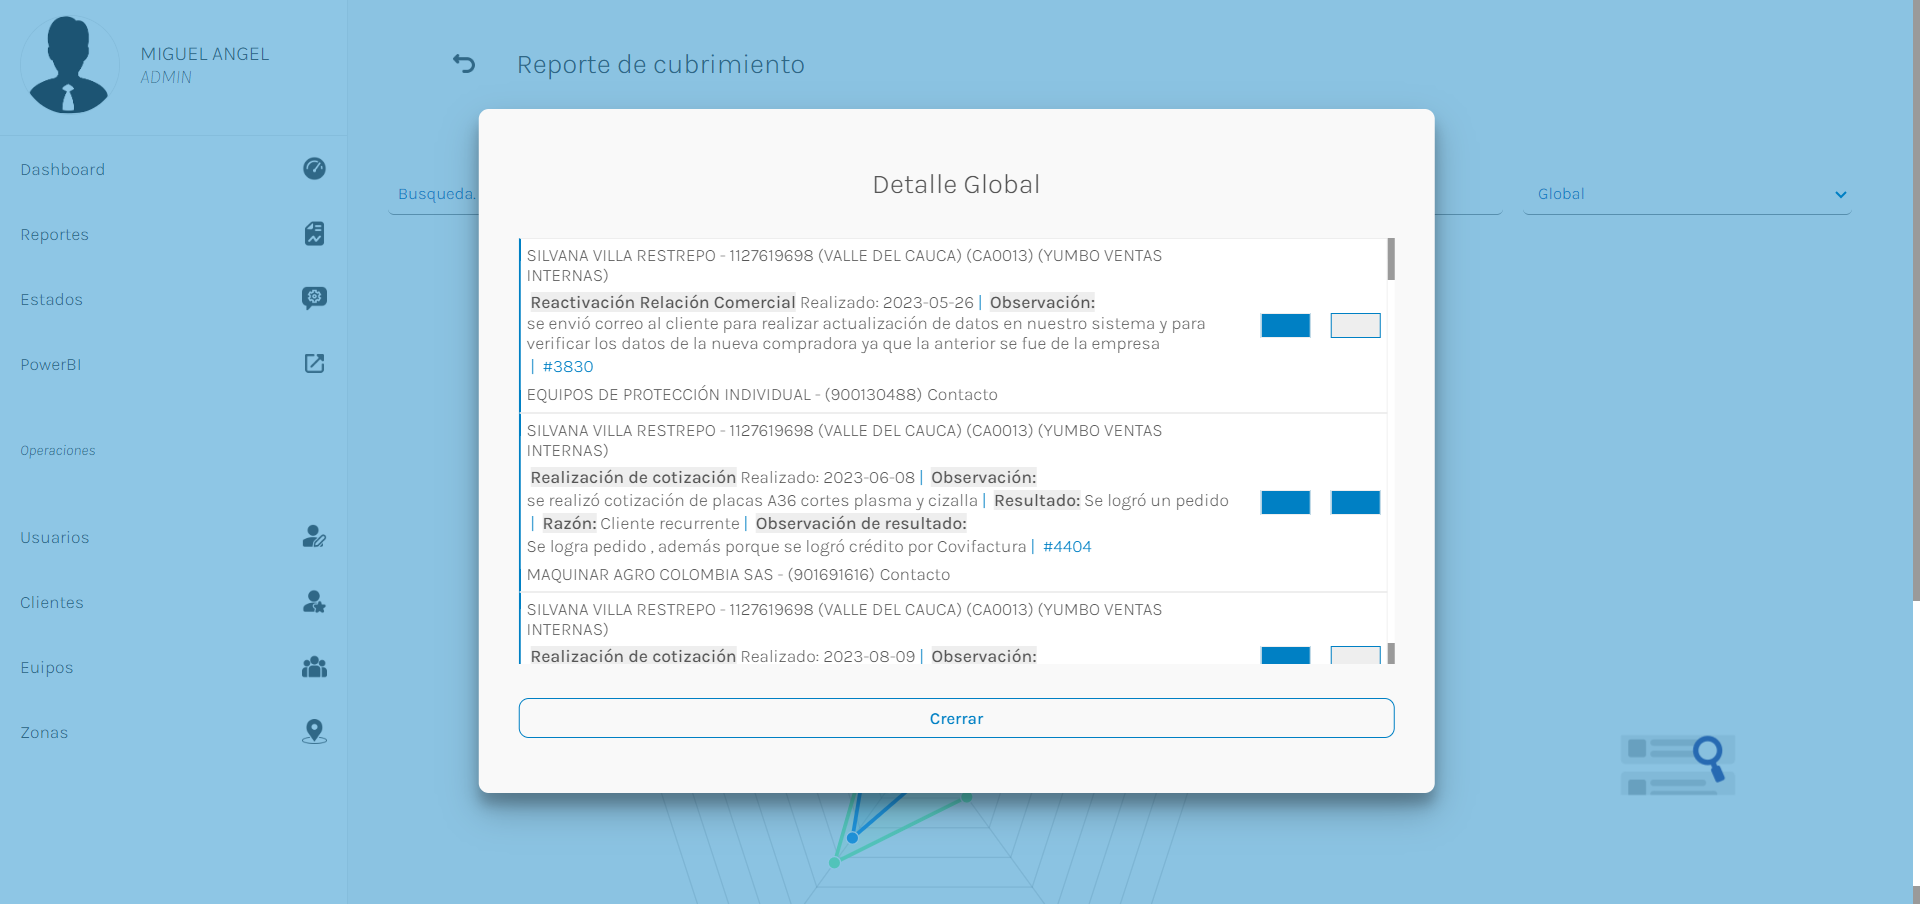 MIGUEL ANGEL
ADMIN
Dashboard
Reportes
Estados
PowerBI
Operaciones
Usuarios
Clientes
Euipos
Zonas
Reporte de cubrimiento
Busqueda.
Global
Detalle Global
SILVANA VILLA RESTREPO - 1127619698 (VALLE DEL CAUCA) (CA0013) (YUMBO VENTAS
INTERNAS)
Reactivación Relación Comercial Realizado: 2023-05-26 | Observación:
se envió correo al cliente para realizar actualización de datos en nuestro sistema y para
verificar los datos de la nueva compradora ya que la anterior se fue de la empresa
| #3830
EQUIPOS DE PROTECCIÓN INDIVIDUAL - (900130488) Contacto
SILVANA VILLA RESTREPO - 1127619698 (VALLE DEL CAUCA) (CA0013) (YUMBO VENTAS
INTERNAS)
Realización de cotización Realizado: 2023-06-08 | Observación:
se realizó cotización de placas A36 cortes plasma y cizalla | Resultado: Se logró un pedido
| Razón: Cliente recurrente | Observación de resultado:
Se logra pedido , además porque se logró crédito por Covifactura | #4404
MAQUINAR AGRO COLOMBIA SAS - (901691616) Contacto
SILVANA VILLA RESTREPO - 1127619698 (VALLE DEL CAUCA) (CA0013) (YUMBO VENTAS
INTERNAS)
Realización de cotización Realizado: 2023-08-09 | Observación:
Crerrar